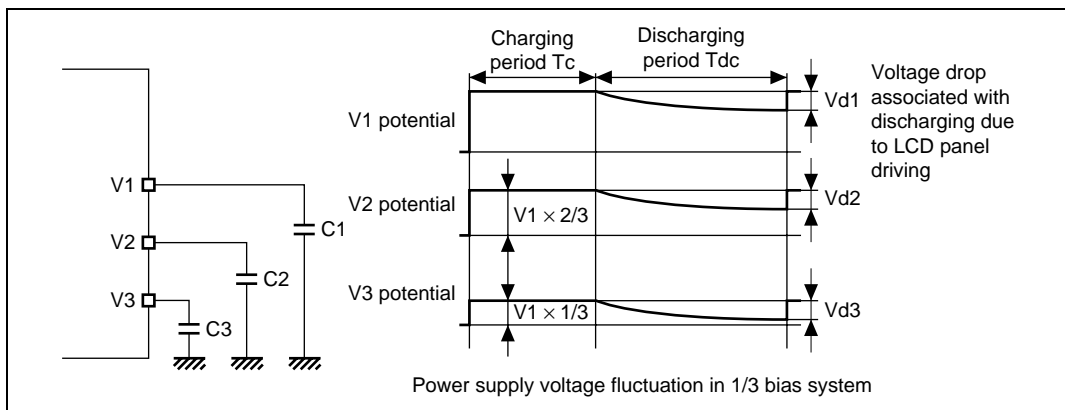 Charging
period Tc
Discharging
period Tdc
Voltage drop
associated with
discharging due
to LCD panel
driving
V1 potential
Vd1
V2 potential
V1 × 2/3
Vd2
V3 potential
V1 × 1/3
Vd3
V1
V2
V3
C1
C2
C3
Power supply voltage fluctuation in 1/3 bias system